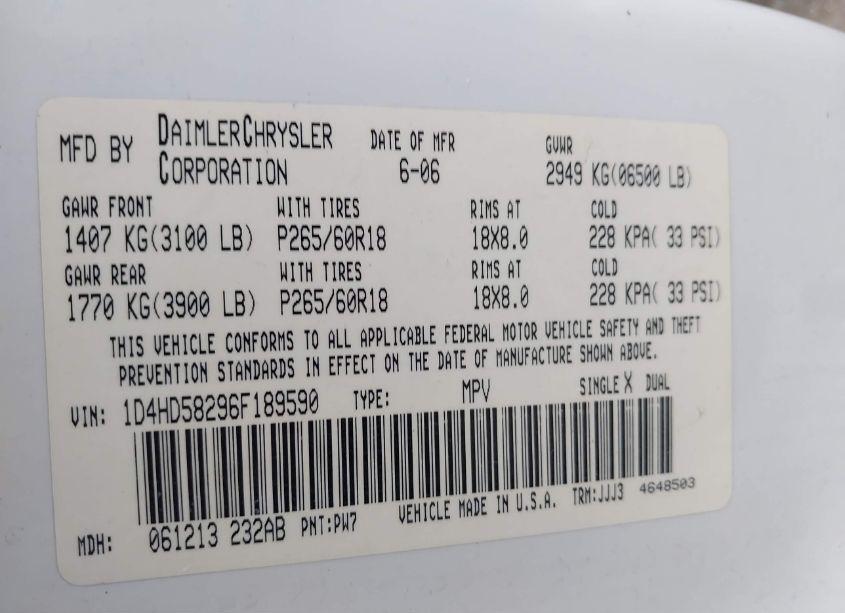 MFD BY DAIMLERCHRYSLER CORPORATION DATE OF MFR 6-06 GVWR 2949 KG(06500 LB)
GAWR FRONT WITH TIRES RIMS AT COLD
1407 KG(3100 LB) P265/60R18 18X8.0 228 KPA( 33 PSI)
GAWR REAR WITH TIRES RIMS AT COLD
1770 KG(3900 LB) P265/60R18 18X8.0 228 KPA( 33 PSI)
THIS VEHICLE CONFORMS TO ALL APPLICABLE FEDERAL MOTOR VEHICLE SAFETY AND THEFT
PREVENTION STANDARDS IN EFFECT ON THE DATE OF MANUFACTURE SHOWN ABOVE.
VIN: 1D4HD58296F189590 TYPE: MPV SINGLE X DUAL
MDH: 061213 232AB PNT:PW7 VEHICLE MADE IN U.S.A. TRM:JJJ3 4648503